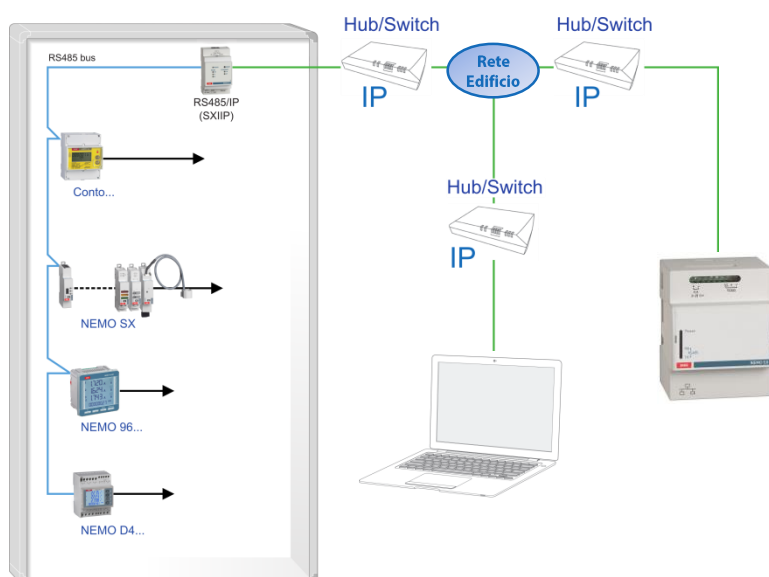 Hub/Switch
Hub/Switch
RS485 bus
Rete
Edificio
IP
IP
RS485/IP
(SXIIP)
Conto...
Hub/Switch
IP
NEMO SX
NEMO 96...
NEMO D4...